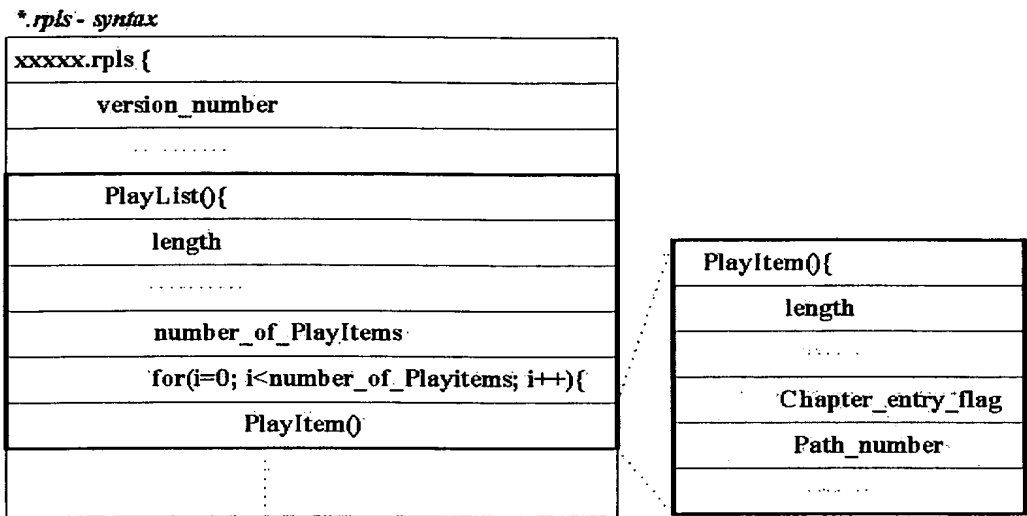 *.rpls - syntax
xxxxx.rpls {
version_number
.. .......
PlayList(){
length
..........
number_of_PlayItems
for(i=0; i<number_of_Playitems; i++){
PlayItem()
PlayItem(){
length
.......
Chapter_entry_flag
Path_number
.......